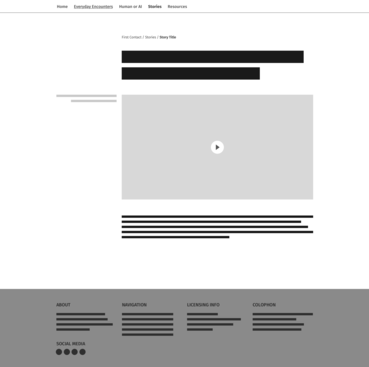 Home Everyday Encounters Human or AI Stories Resources
First Contact / Stories / Story Title
ABOUT NAVIGATION LICENSING INFO COLOPHON
SOCIAL MEDIA